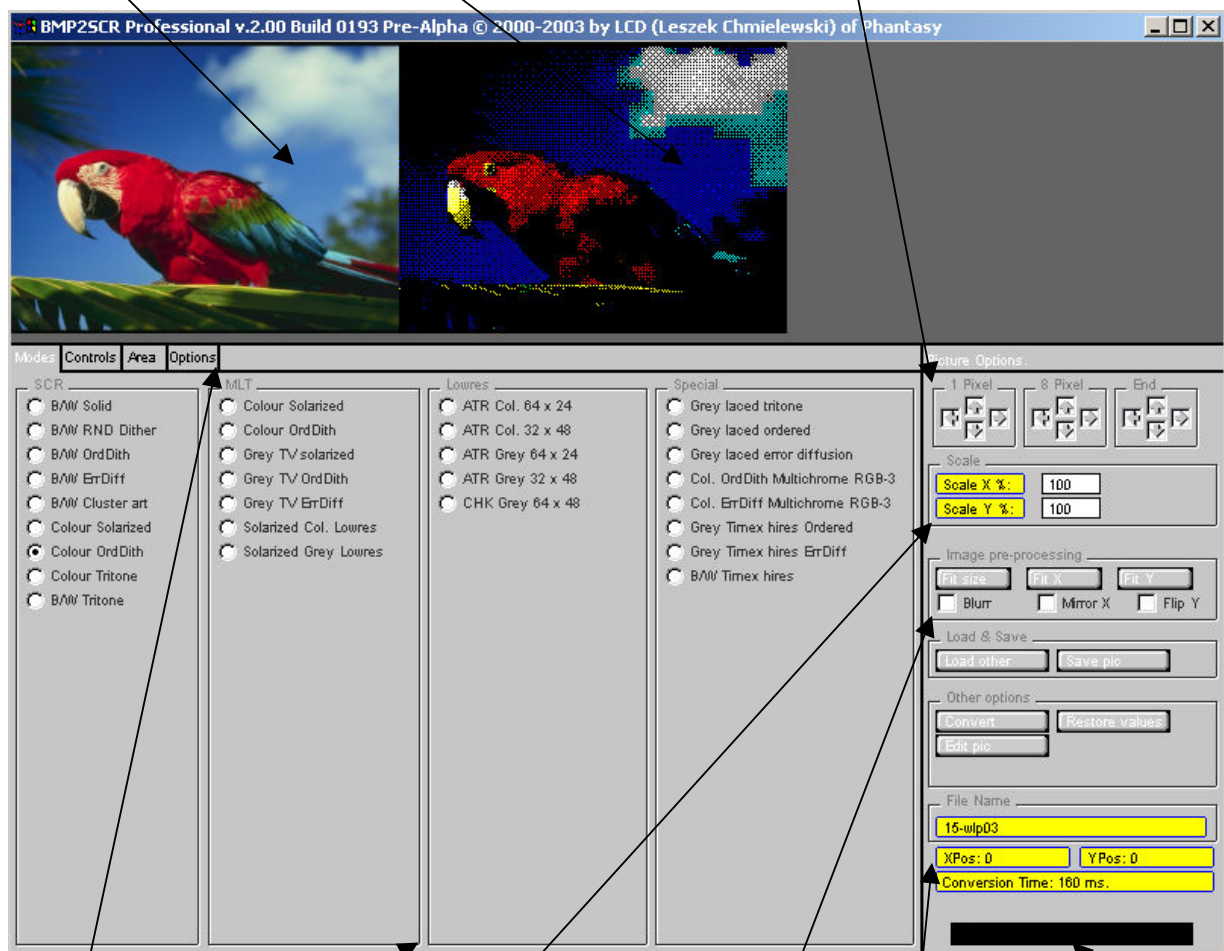 BMP2SCR Professional v.2.00 Build 0193 Pre-Alpha © 2000-2003 by LCD (Leszek Chmielewski) of Phantasy
Modes Controls Area Options
SCR
B/W Solid
B/W RND Dither
B/W OrdDith
B/W ErrDiff
B/W Cluster art
Colour Solarized
Colour OrdDith
Colour Tritone
B/W Tritone
MLT
Colour Solarized
Colour OrdDith
Grey TV solarized
Grey TV OrdDith
Grey TV ErrDiff
Solarized Col. Lowres
Solarized Grey Lowres
Lowres
ATR Col. 64 x 24
ATR Col. 32 x 48
ATR Grey 64 x 24
ATR Grey 32 x 48
CHK Grey 64 x 48
Special
Grey laced tritone
Grey laced ordered
Grey laced error diffusion
Col. OrdDith Multichrome RGB-3
Col. ErrDiff Multichrome RGB-3
Grey Timex hires Ordered
Grey Timex hires ErrDiff
B/W Timex hires
Picture Options.
1 Pixel 8 Pixel End
Scale
Scale X %: 100
Scale Y %: 100
Image pre-processing
Fit size Fit X Fit Y
Blurr Mirror X Flip Y
Load & Save
Load other Save pic
Other options
Convert Restore values
Edit pic
File Name
15-wlp03
XPos: 0 YPos: 0
Conversion Time: 160 ms.